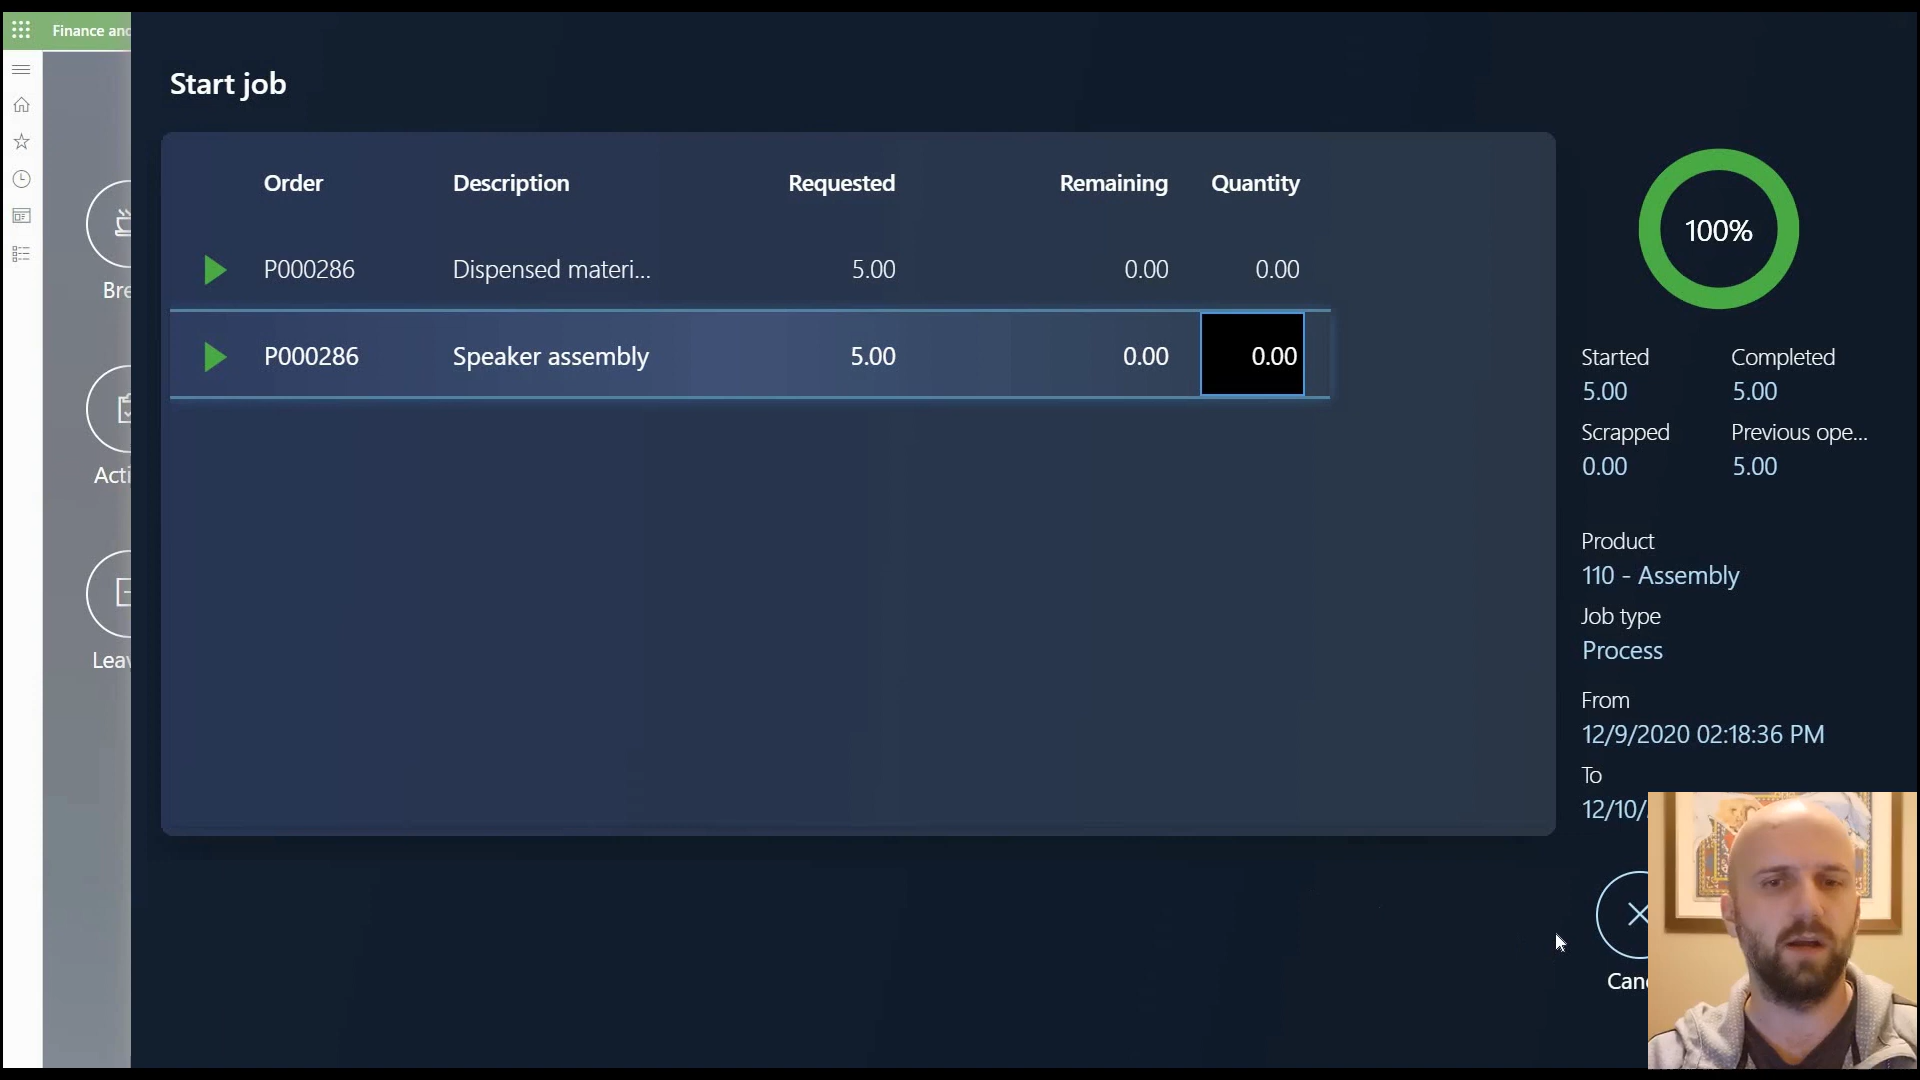 Finance and
Start job
Order Description Requested Remaining Quantity
P000286 Dispensed materi... 5.00 0.00 0.00
P000286 Speaker assembly 5.00 0.00 0.00
Bre
Acti
Leav
100%
Started Completed
5.00 5.00
Scrapped Previous ope...
0.00 5.00
Product
110 - Assembly
Job type
Process
From
12/9/2020 02:18:36 PM
To
12/10/
Canc